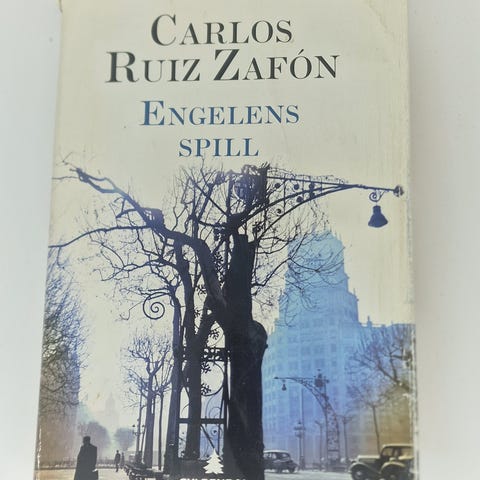 CARLOS
RUIZ ZAFÓN
ENGELENS
SPILL